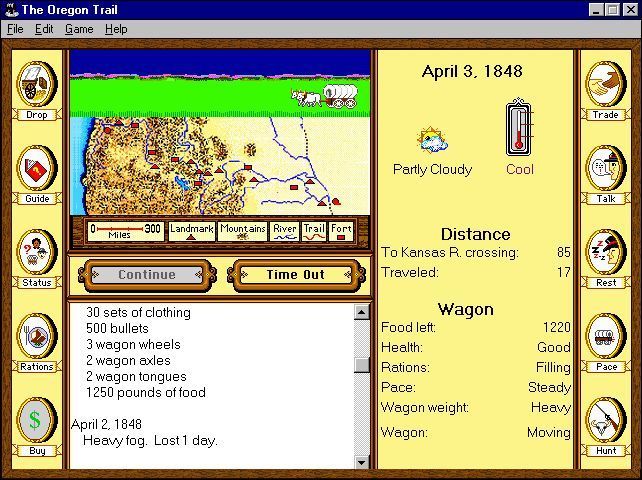 The Oregon Trail
File Edit Game Help
Drop
Guide
Status
Rations
Buy
0 300
Miles
Landmark
Mountains
River
Trail
Fort
Continue
Time Out
30 sets of clothing
500 bullets
3 wagon wheels
2 wagon axles
2 wagon tongues
1250 pounds of food
April 2, 1848
Heavy fog. Lost 1 day.
April 3, 1848
Partly Cloudy
Cool
Distance
To Kansas R. crossing: 85
Traveled: 17
Wagon
Food left: 1220
Health: Good
Rations: Filling
Pace: Steady
Wagon weight: Heavy
Wagon: Moving
Trade
Talk
Rest
Pace
Hunt